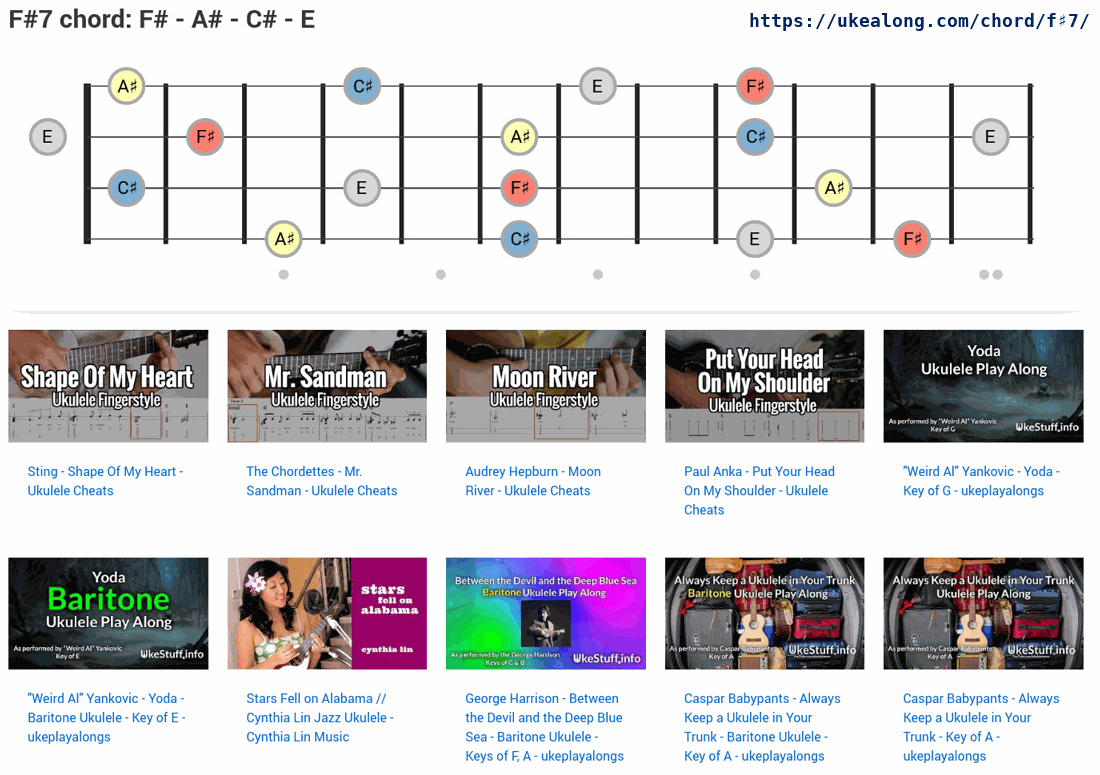 F#7 chord: F# - A# - C# - E
https://ukealong.com/chord/f♯7/
A♯ C♯ E F♯
E F♯ A♯ C♯ E
C♯ E F♯ A♯
A♯ C♯ E F♯
Shape Of My Heart
Ukulele Fingerstyle
Mr. Sandman
Ukulele Fingerstyle
Moon River
Ukulele Fingerstyle
Put Your Head
On My Shoulder
Ukulele Fingerstyle
Yoda
Ukulele Play Along
As performed by "Weird Al" Yankovic
Key of G
UkeStuff.info
Sting - Shape Of My Heart -
Ukulele Cheats
The Chordettes - Mr.
Sandman - Ukulele Cheats
Audrey Hepburn - Moon
River - Ukulele Cheats
Paul Anka - Put Your Head
On My Shoulder - Ukulele
Cheats
"Weird Al" Yankovic - Yoda -
Key of G - ukeplayalongs
Yoda
Baritone
Ukulele Play Along
As performed by "Weird Al" Yankovic
Key of E
UkeStuff.info
stars
fell on
alabama
cynthia lin
Between the Devil and the Deep Blue Sea
Baritone Ukulele Play Along
As performed by the George Harrison
Keys of G & B
UkeStuff.info
Always Keep a Ukulele in Your Trunk
Baritone Ukulele Play Along
As performed by Caspar Babypants
Key of A
UkeStuff.info
Always Keep a Ukulele in Your Trunk
Ukulele Play Along
As performed by Caspar Babypants
Key of A
UkeStuff.info
"Weird Al" Yankovic - Yoda -
Baritone Ukulele - Key of E -
ukeplayalongs
Stars Fell on Alabama //
Cynthia Lin Jazz Ukulele -
Cynthia Lin Music
George Harrison - Between
the Devil and the Deep Blue
Sea - Baritone Ukulele -
Keys of F, A - ukeplayalongs
Caspar Babypants - Always
Keep a Ukulele in Your
Trunk - Baritone Ukulele -
Key of A - ukeplayalongs
Caspar Babypants - Always
Keep a Ukulele in Your
Trunk - Key of A -
ukeplayalongs